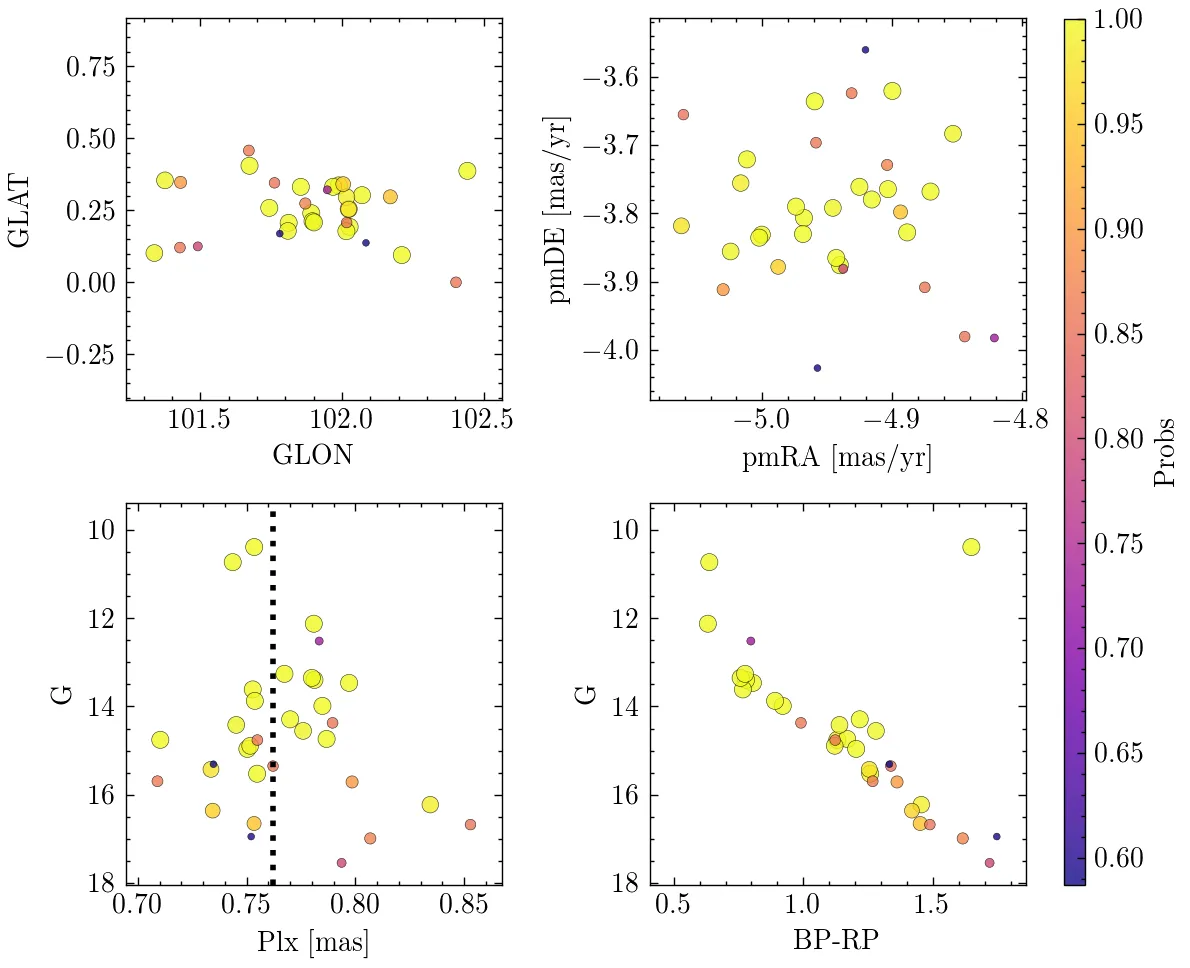 0.75
0.50
0.25
0.00
−0.25
GLAT
101.5 102.0 102.5
GLON
−3.6
−3.7
−3.8
−3.9
−4.0
pmDE [mas/yr]
−5.0 −4.9 −4.8
pmRA [mas/yr]
1.00
0.95
0.90
0.85
0.80
0.75
0.70
0.65
0.60
Probs
10
12
14
16
18
G
0.70 0.75 0.80 0.85
Plx [mas]
10
12
14
16
18
G
0.5 1.0 1.5
BP-RP